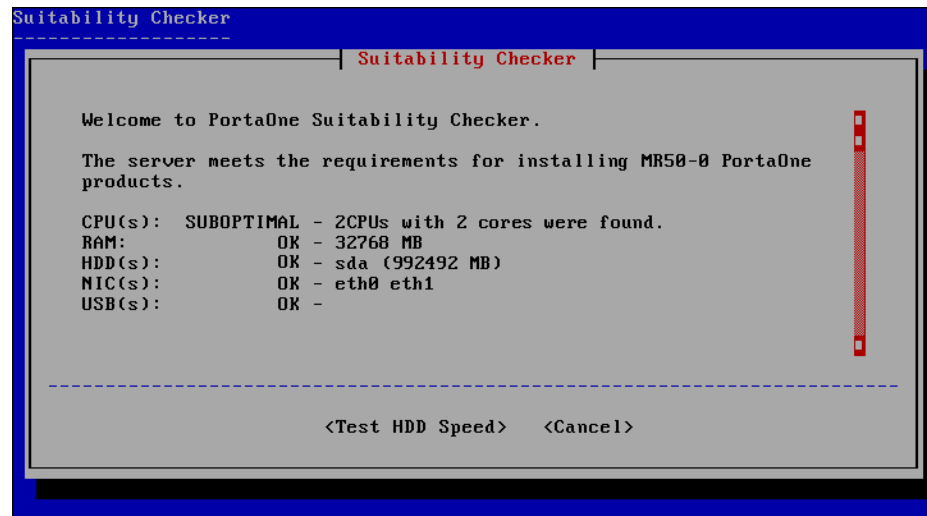 Suitability Checker
Suitability Checker
Welcome to PortaOne Suitability Checker.
The server meets the requirements for installing MR50-0 PortaOne
products.
CPU(s): SUBOPTIMAL - 2CPUs with 2 cores were found.
RAM: OK - 32768 MB
HDD(s): OK - sda (992492 MB)
NIC(s): OK - eth0 eth1
USB(s): OK -
<Test HDD Speed> <Cancel>